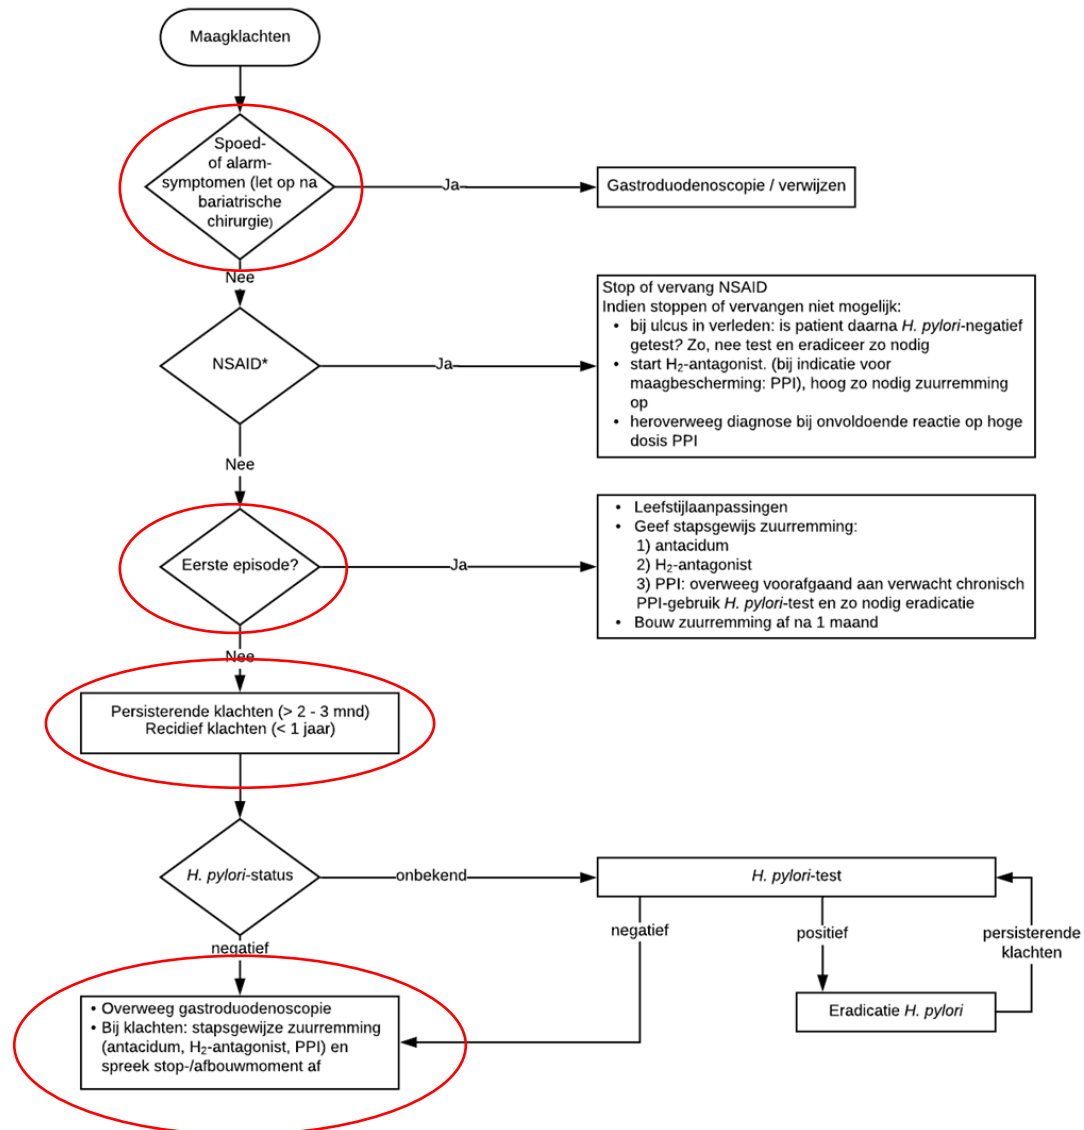 Maagklachten
Spoed-
of alarm-
symptomen (let op na
bariatrische
chirurgie)
Ja
Gastroduodenoscopie / verwijzen
Nee
NSAID*
Ja
Stop of vervang NSAID
Indien stoppen of vervangen niet mogelijk:
• bij ulcus in verleden: is patient daarna H. pylori-negatief
getest? Zo, nee test en eradiceer zo nodig
• start H₂-antagonist. (bij indicatie voor
maagbescherming: PPI), hoog zo nodig zuurremming
op
• heroverweeg diagnose bij onvoldoende reactie op hoge
dosis PPI
Nee
Eerste episode?
Ja
• Leefstijlaanpassingen
• Geef stapsgewijs zuurremming:
1) antacidum
2) H₂-antagonist
3) PPI: overweeg voorafgaand aan verwacht chronisch
PPI-gebruik H. pylori-test en zo nodig eradicatie
• Bouw zuurremming af na 1 maand
Nee
Persisterende klachten (> 2 - 3 mnd)
Recidief klachten (< 1 jaar)
H. pylori-status
onbekend
H. pylori-test
negatief
positief
persisterende
klachten
Eradicatie H. pylori
negatief
• Overweeg gastroduodenoscopie
• Bij klachten: stapsgewijze zuurremming
(antacidum, H₂-antagonist, PPI) en
spreek stop-/afbouwmoment af